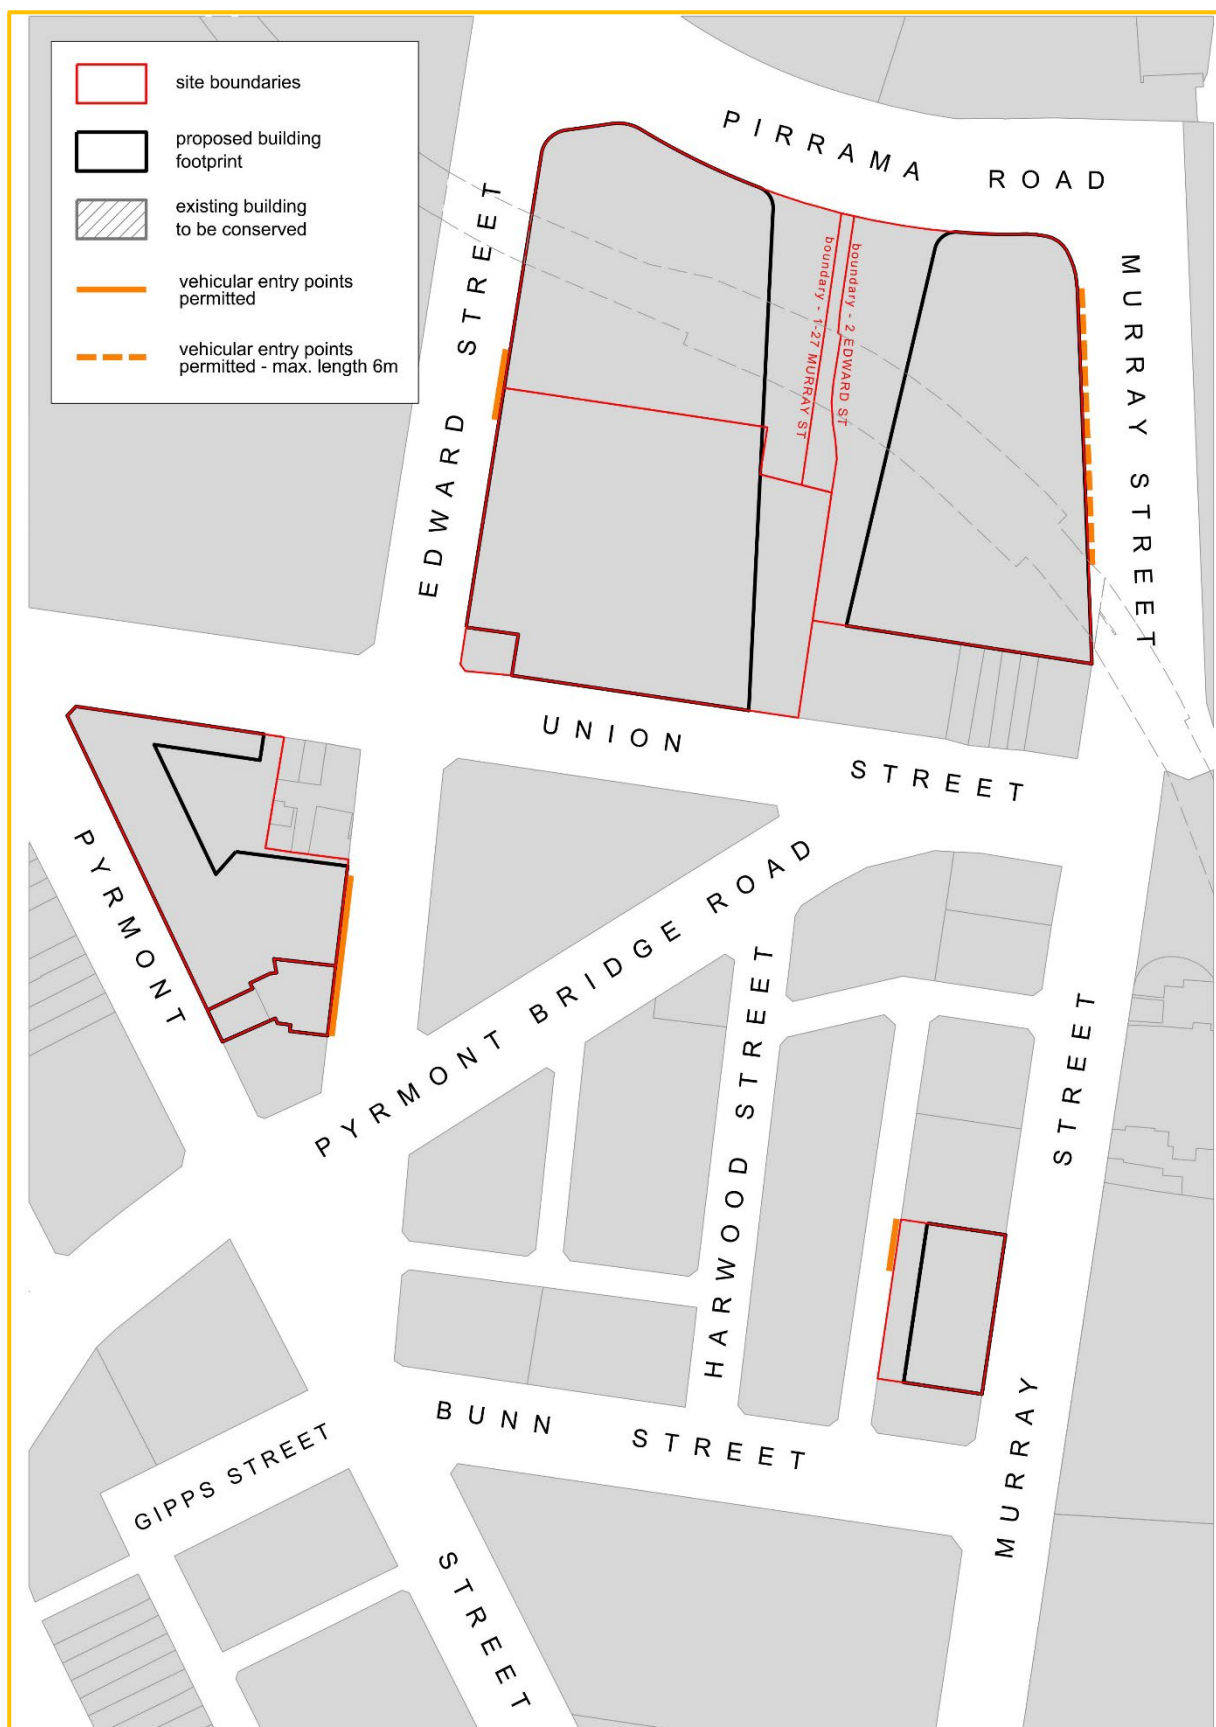 site boundaries
proposed building
footprint
existing building
to be conserved
vehicular entry points
permitted
vehicular entry points
permitted - max. length 6m
PIRRAMA ROAD
MURRAY STREET
EDWARD STREET
boundary - 1-27 MURRAY ST
boundary - 2 EDWARD ST
UNION STREET
PYRMONT
PYRMONT BRIDGE ROAD
HARWOOD STREET
MURRAY STREET
BUNN STREET
GIPPS STREET
STREET